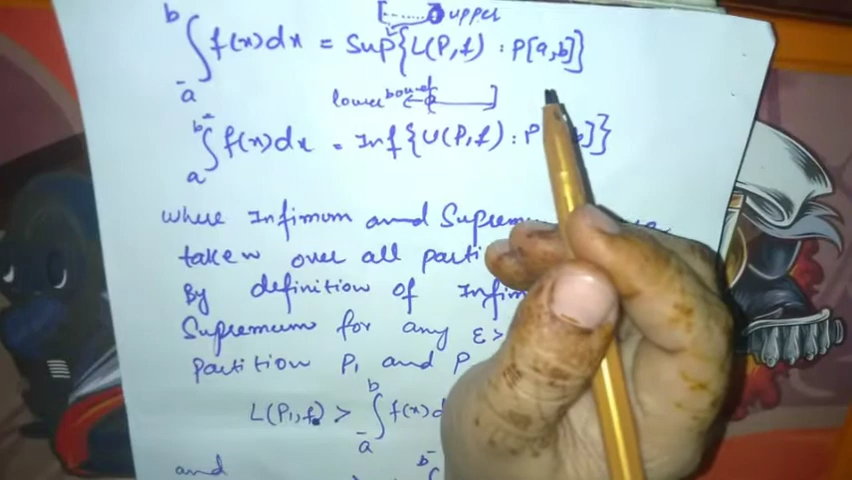 [......• upper
b
∫ f(x)dx = Sup{L(P,f) : P[a,b]}
a
lower bound
b
∫ f(x)dx = Inf{U(P,f) : P b]}
a
where Infimum and Suprem
taken over all parti
By definition of Infim
Supremum for any ε>
partition P₁ and P
b
L(P₁,f) > ∫ f(x)d
a
and
b